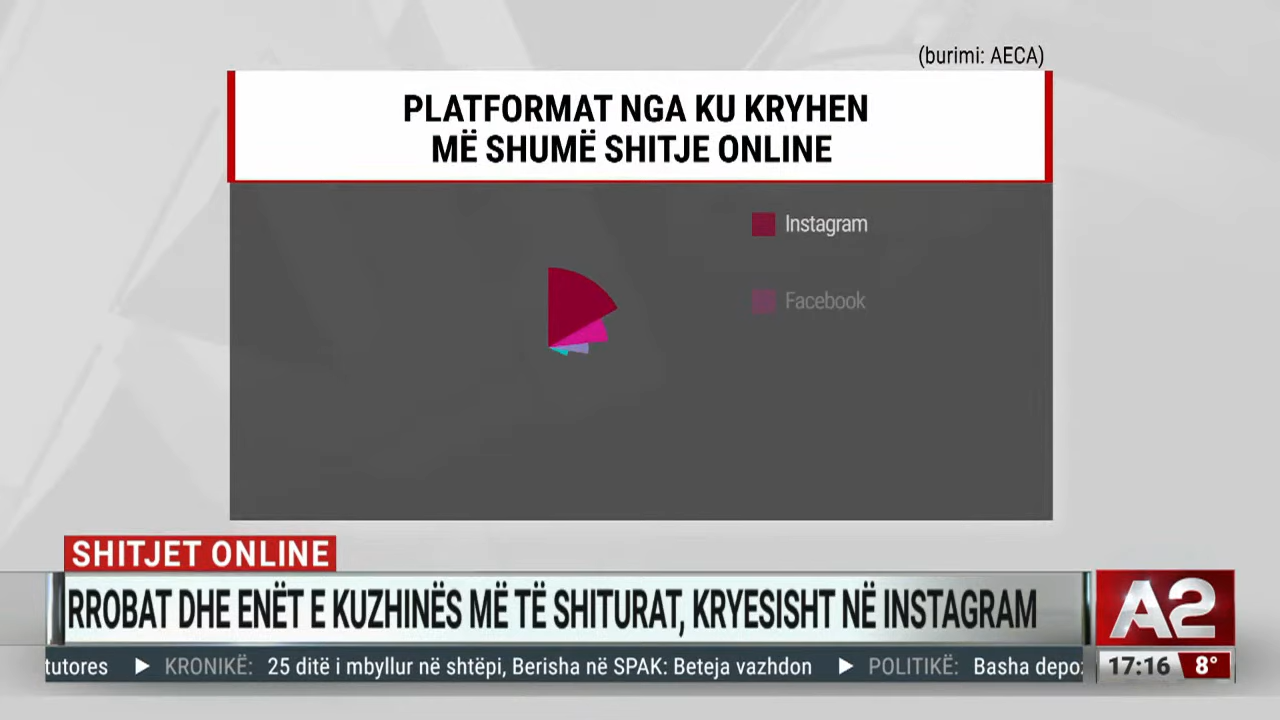 (burimi: AECA)
PLATFORMAT NGA KU KRYHEN
MË SHUMË SHITJE ONLINE
Instagram
Facebook
SHITJET ONLINE
RROBAT DHE ENËT E KUZHINËS MË TË SHITURAT, KRYESISHT NË INSTAGRAM
A2
tutores ▶ KRONIKË: 25 ditë i mbyllur në shtëpi, Berisha në SPAK: Beteja vazhdon ▶ POLITIKË: Basha depoz
17:16 8°